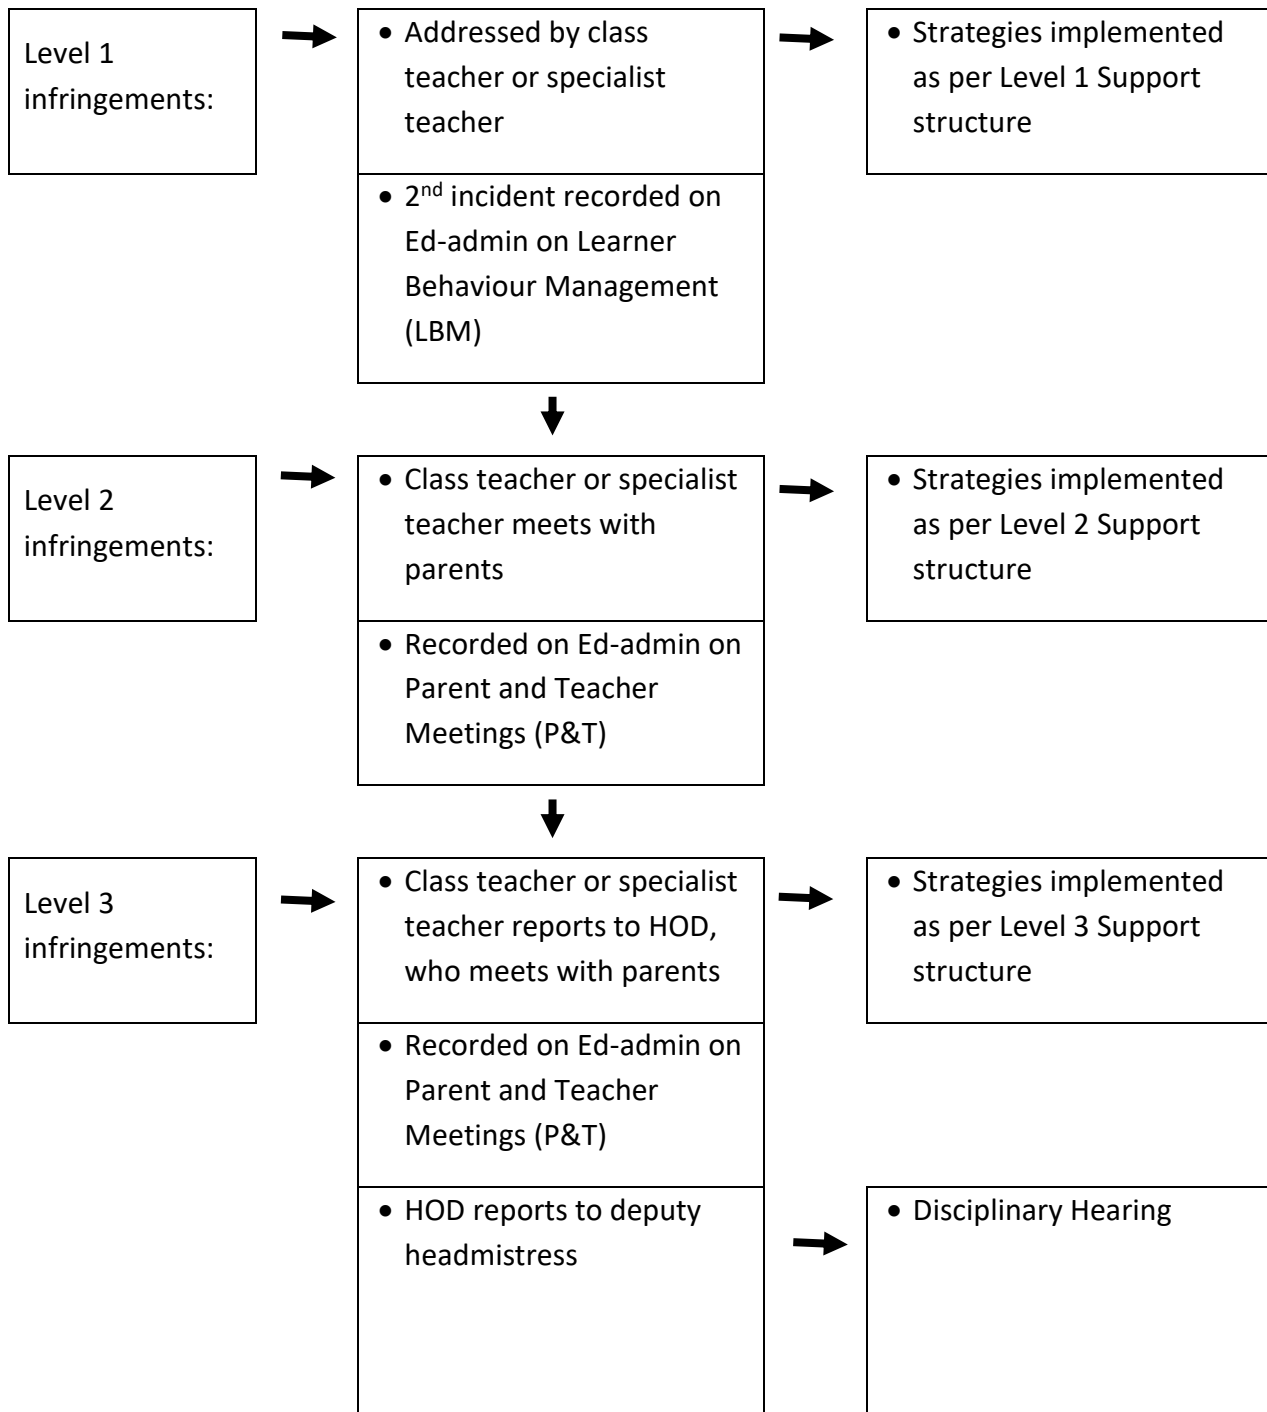 Level 1
infringements:
• Addressed by class
teacher or specialist
teacher
• Strategies implemented
as per Level 1 Support
structure
• 2nd incident recorded on
Ed-admin on Learner
Behaviour Management
(LBM)
Level 2
infringements:
• Class teacher or specialist
teacher meets with
parents
• Strategies implemented
as per Level 2 Support
structure
• Recorded on Ed-admin on
Parent and Teacher
Meetings (P&T)
Level 3
infringements:
• Class teacher or specialist
teacher reports to HOD,
who meets with parents
• Strategies implemented
as per Level 3 Support
structure
• Recorded on Ed-admin on
Parent and Teacher
Meetings (P&T)
• HOD reports to deputy
headmistress
• Disciplinary Hearing